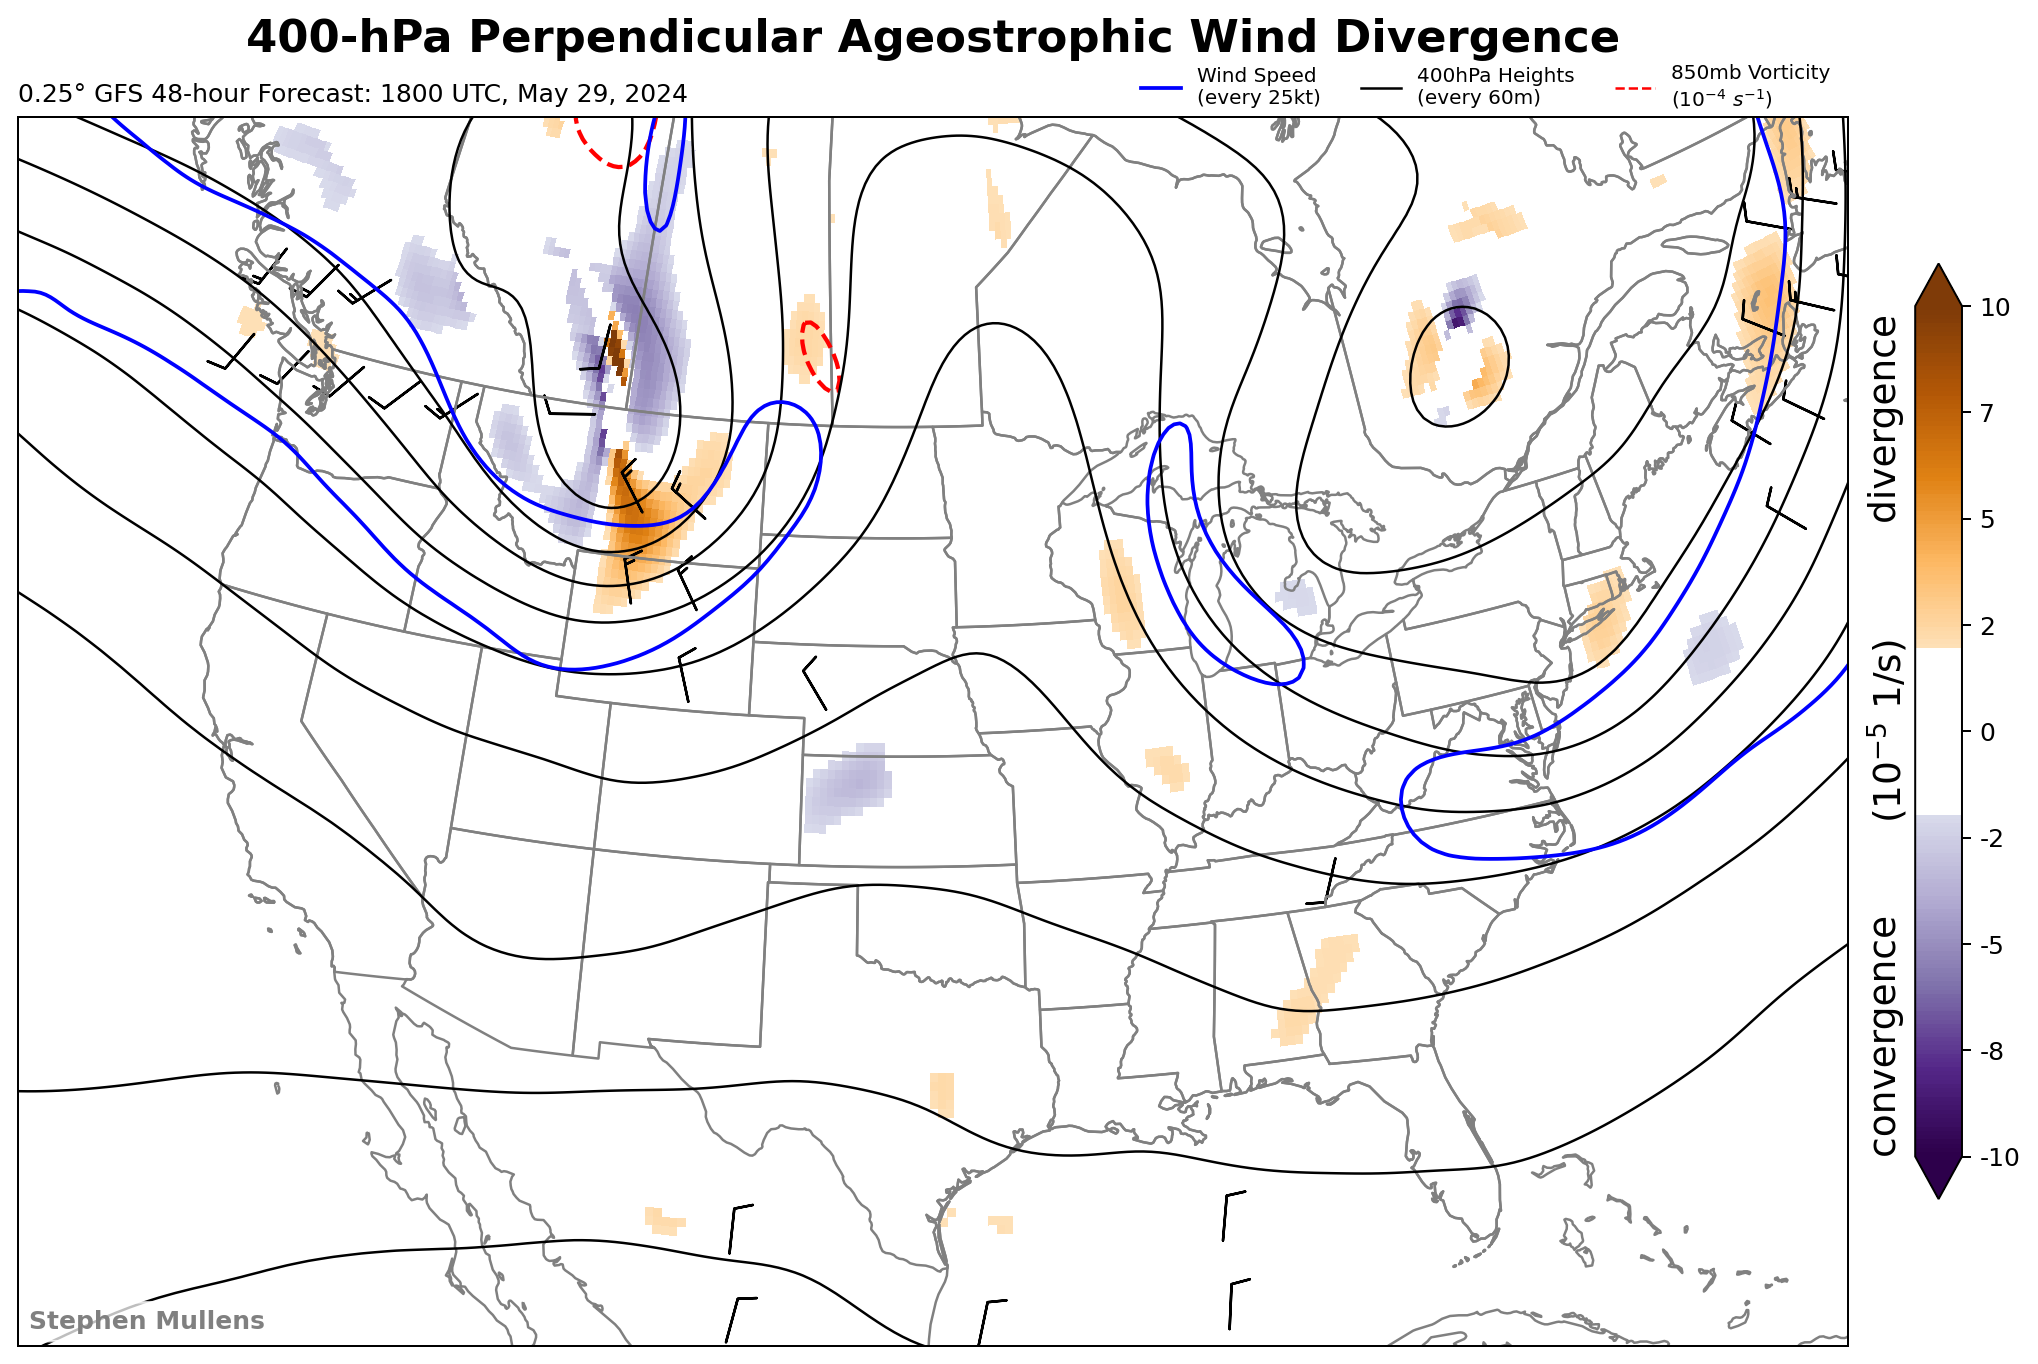 400-hPa Perpendicular Ageostrophic Wind Divergence
0.25° GFS 48-hour Forecast: 1800 UTC, May 29, 2024
Wind Speed
(every 25kt)
400hPa Heights
(every 60m)
850mb Vorticity
(10⁻⁴ s⁻¹)
10
7
5
2
0
-2
-5
-8
-10
convergence (10⁻⁵ 1/s) divergence
Stephen Mullens